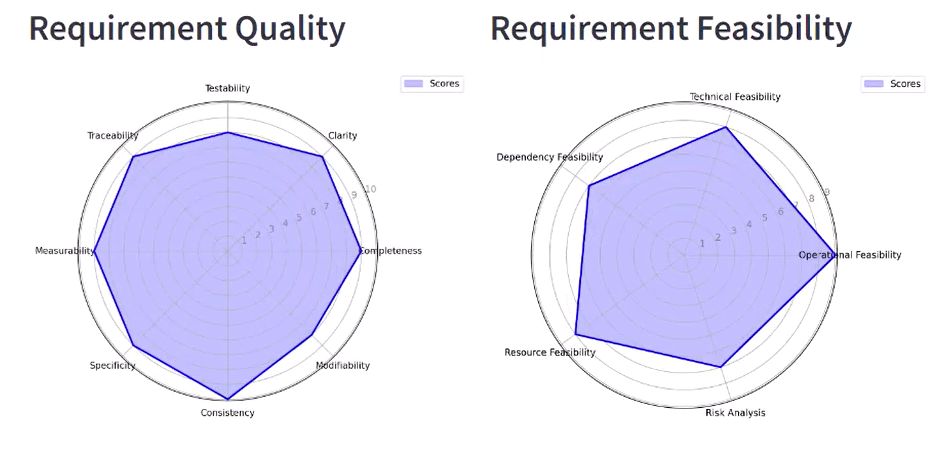 Requirement Quality
Scores
Testability
Traceability
Clarity
10
9
8
7
6
5
4
3
2
1
Measurability
Completeness
Specificity
Modifiability
Consistency
Requirement Feasibility
Scores
Technical Feasibility
Dependency Feasibility
9
8
7
6
5
4
3
2
1
Operational Feasibility
Resource Feasibility
Risk Analysis